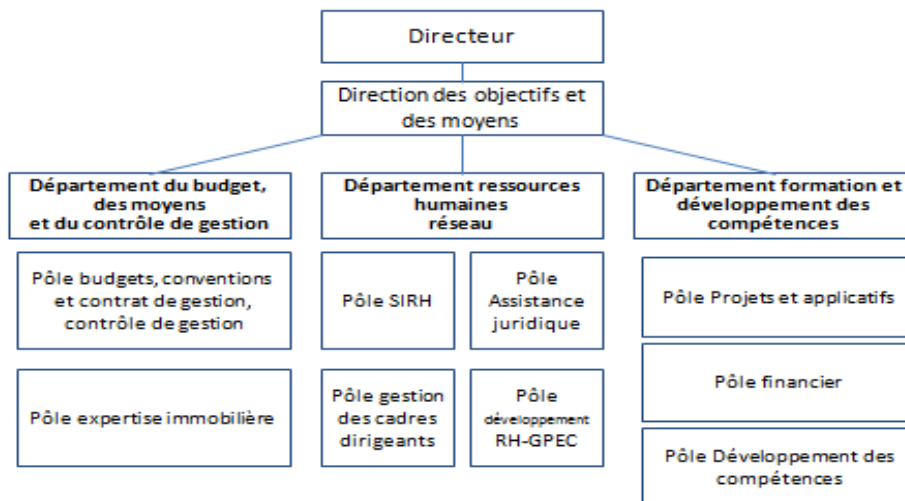 Directeur
Direction des objectifs et
des moyens
Département du budget,
des moyens
et du contrôle de gestion
Département ressources
humaines
réseau
Département formation et
développement des
compétences
Pôle budgets, conventions
et contrat de gestion,
contrôle de gestion
Pôle SIRH
Pôle
Assistance
juridique
Pôle Projets et applicatifs
Pôle expertise immobilière
Pôle gestion
des cadres
dirigeants
Pôle
développement
RH-GPEC
Pôle financier
Pôle Développement des
compétences